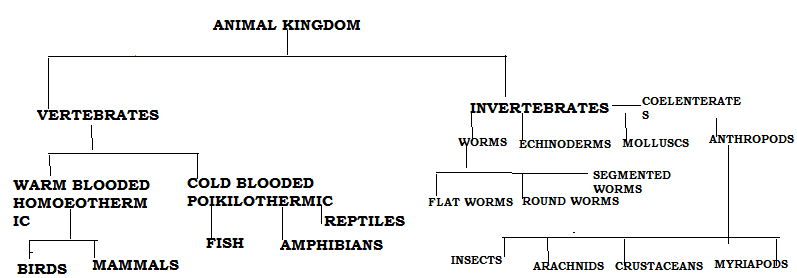 ANIMAL KINGDOM
VERTEBRATES
INVERTEBRATES
COELENTERATE
S
WORMS
ECHINODERMS
MOLLUSCS
ANTHROPODS
WARM BLOODED
HOMOEOTHERM
IC
COLD BLOODED
POIKILOTHERMIC
SEGMENTED
WORMS
FLAT WORMS
ROUND WORMS
REPTILES
FISH
AMPHIBIANS
BIRDS
MAMMALS
INSECTS
ARACHNIDS
CRUSTACEANS
MYRIAPODS